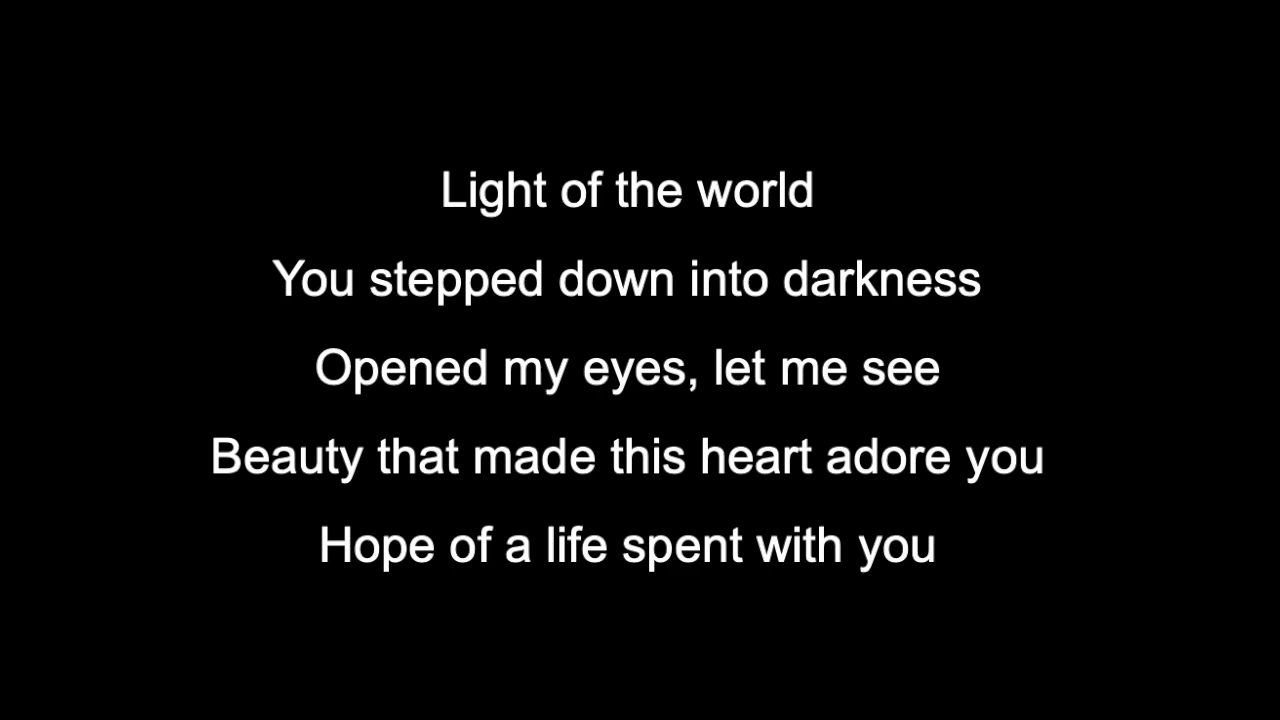 Light of the world
You stepped down into darkness
Opened my eyes, let me see
Beauty that made this heart adore you
Hope of a life spent with you